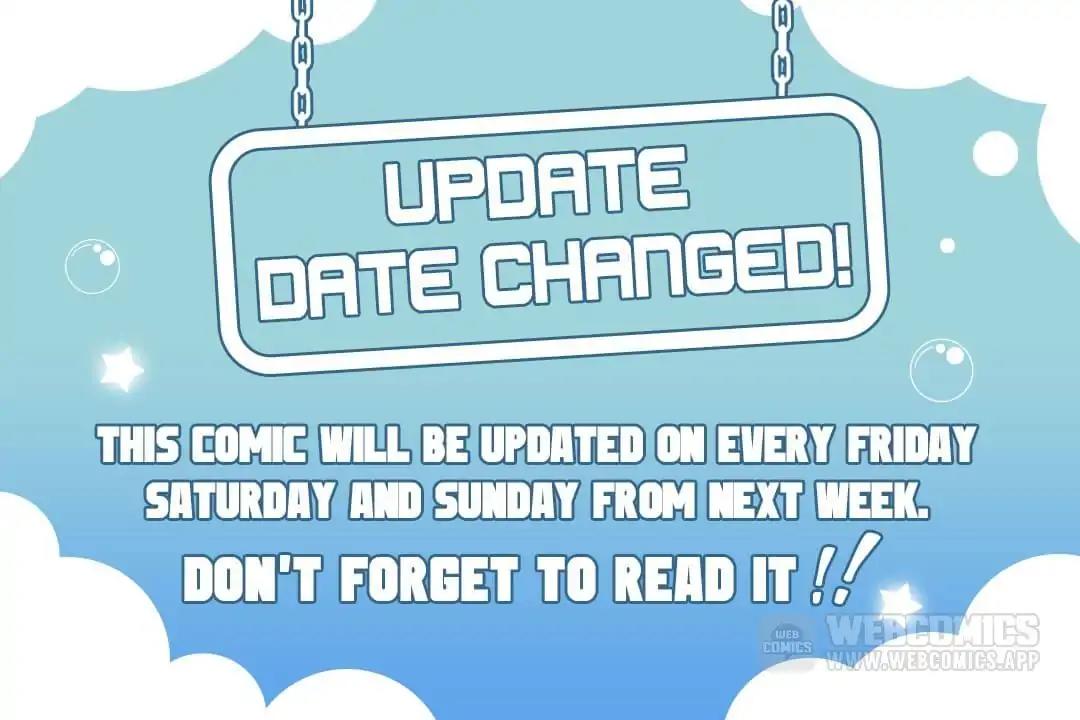 UPDATE
DATE CHANGED!
THIS COMIC WILL BE UPDATED ON EVERY FRIDAY
SATURDAY AND SUNDAY FROM NEXT WEEK.
DON'T FORGET TO READ IT!!
WEB
COMICS
WEBCOMICS
WWW.WEBCOMICS.APP